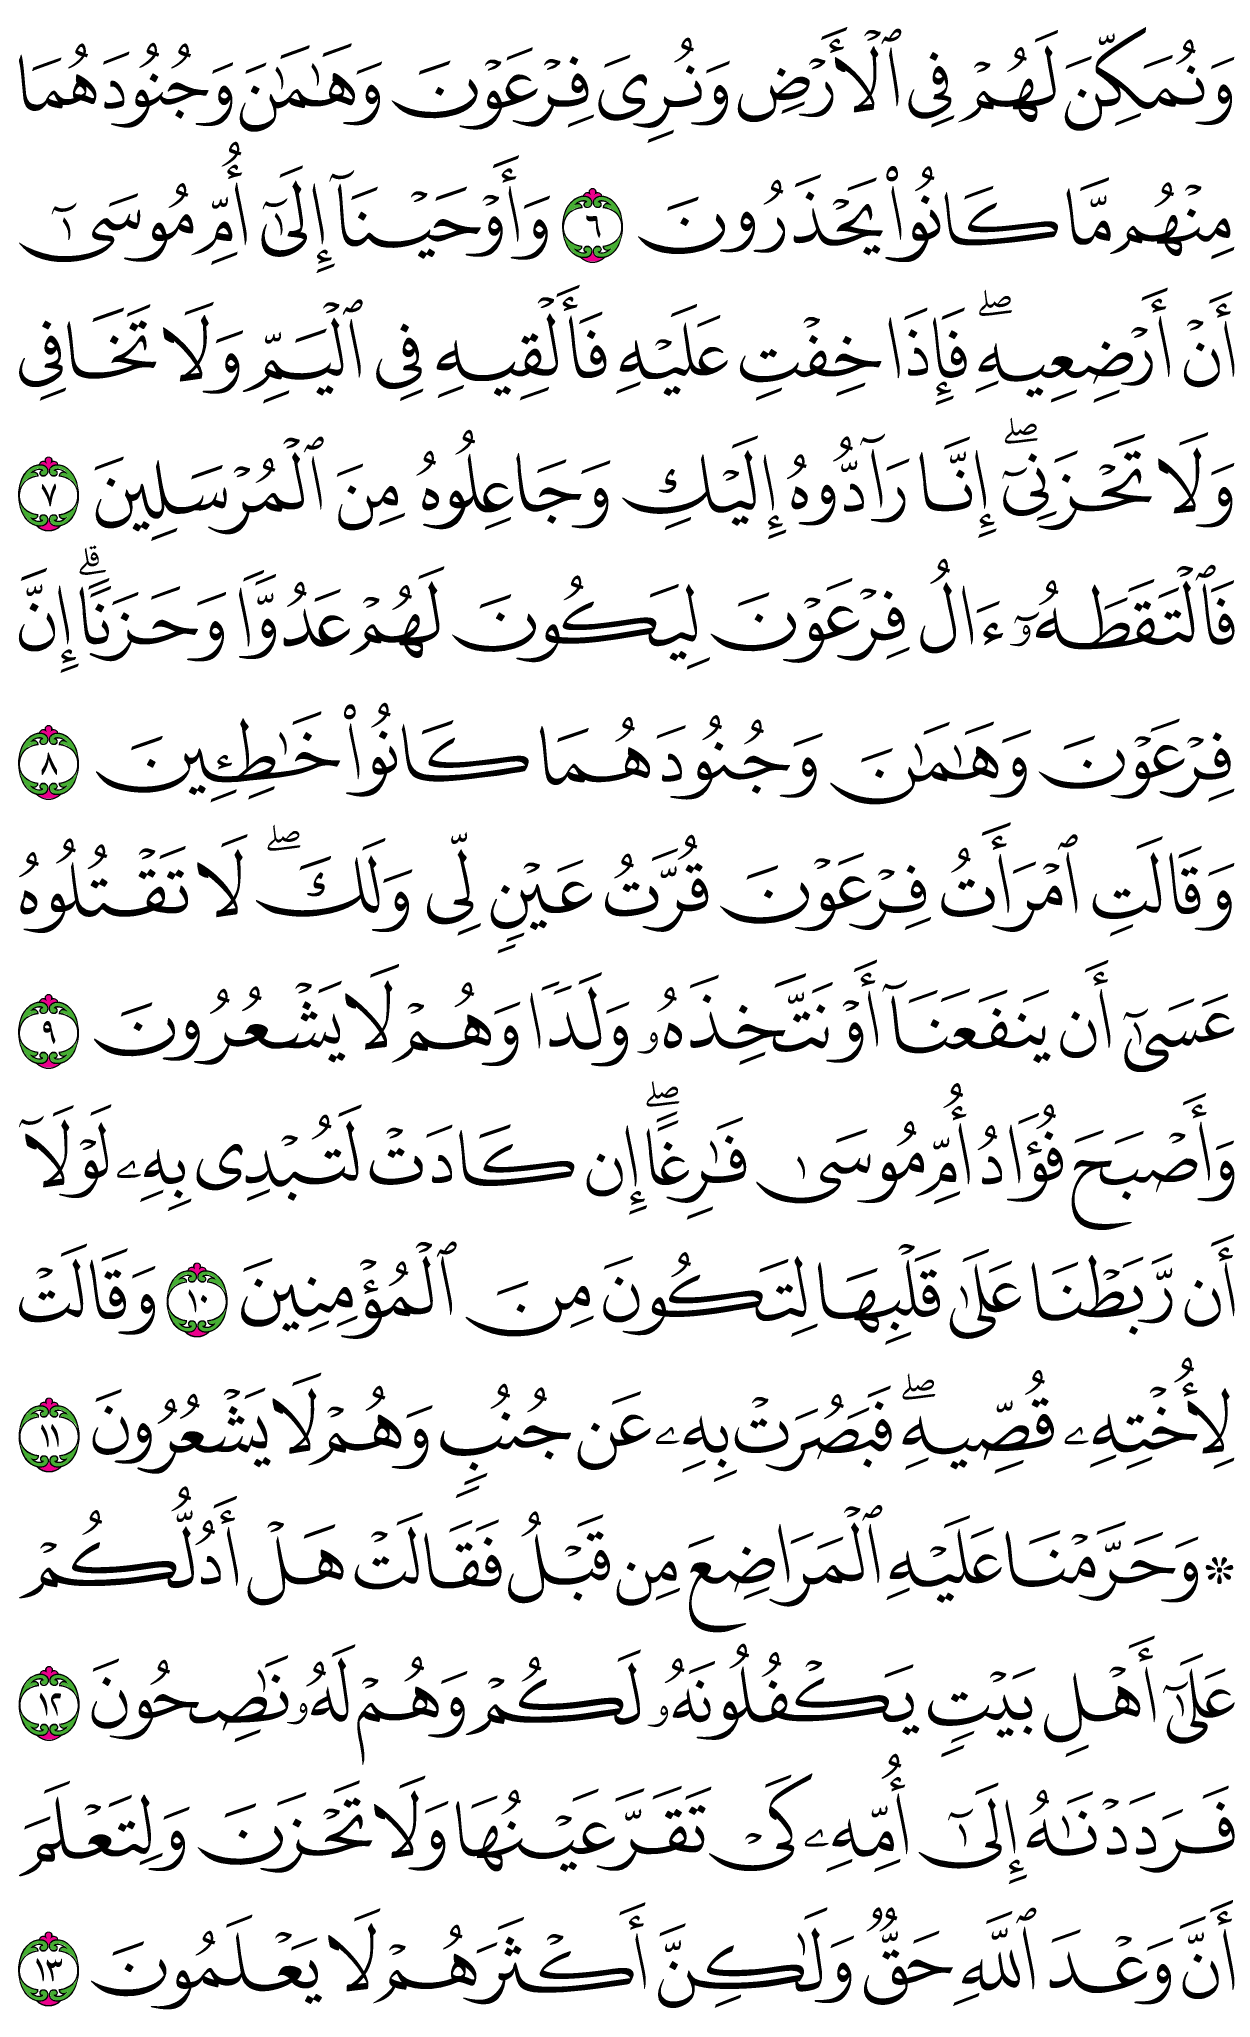 وَنُمَكِّنَ لَهُمْ فِي ٱلْأَرْضِ وَنُرِيَ فِرْعَوْنَ وَهَٰمَٰنَ وَجُنُودَهُمَا
مِنْهُم مَّا كَانُوا۟ يَحْذَرُونَ ٦ وَأَوْحَيْنَآ إِلَىٰٓ أُمِّ مُوسَىٰٓ
أَنْ أَرْضِعِيهِ ۖ فَإِذَا خِفْتِ عَلَيْهِ فَأَلْقِيهِ فِي ٱلْيَمِّ وَلَا تَخَافِي
وَلَا تَحْزَنِىٓ ۖ إِنَّا رَآدُّوهُ إِلَيْكِ وَجَاعِلُوهُ مِنَ ٱلْمُرْسَلِينَ ٧
فَٱلْتَقَطَهُۥٓ ءَالُ فِرْعَوْنَ لِيَكُونَ لَهُمْ عَدُوًّا وَحَزَنًا ۗ إِنَّ
فِرْعَوْنَ وَهَٰمَٰنَ وَجُنُودَهُمَا كَانُوا۟ خَٰطِـِٔينَ ٨
وَقَالَتِ ٱمْرَأَتُ فِرْعَوْنَ قُرَّتُ عَيْنٍ لِّي وَلَكَ ۖ لَا تَقْتُلُوهُ
عَسَىٰٓ أَن يَنفَعَنَآ أَوْ نَتَّخِذَهُۥ وَلَدًا وَهُمْ لَا يَشْعُرُونَ ٩
وَأَصْبَحَ فُؤَادُ أُمِّ مُوسَىٰ فَٰرِغًا ۖ إِن كَادَتْ لَتُبْدِي بِهِۦ لَوْلَآ
أَن رَّبَطْنَا عَلَىٰ قَلْبِهَا لِتَكُونَ مِنَ ٱلْمُؤْمِنِينَ ١٠ وَقَالَتْ
لِأُخْتِهِۦ قُصِّيهِ ۖ فَبَصُرَتْ بِهِۦ عَن جُنُبٍ وَهُمْ لَا يَشْعُرُونَ ١١
۞ وَحَرَّمْنَا عَلَيْهِ ٱلْمَرَاضِعَ مِن قَبْلُ فَقَالَتْ هَلْ أَدُلُّكُمْ
عَلَىٰٓ أَهْلِ بَيْتٍ يَكْفُلُونَهُۥ لَكُمْ وَهُمْ لَهُۥ نَٰصِحُونَ ١٢
فَرَدَدْنَٰهُ إِلَىٰٓ أُمِّهِۦ كَيْ تَقَرَّ عَيْنُهَا وَلَا تَحْزَنَ وَلِتَعْلَمَ
أَنَّ وَعْدَ ٱللَّهِ حَقٌّ وَلَٰكِنَّ أَكْثَرَهُمْ لَا يَعْلَمُونَ ١٣